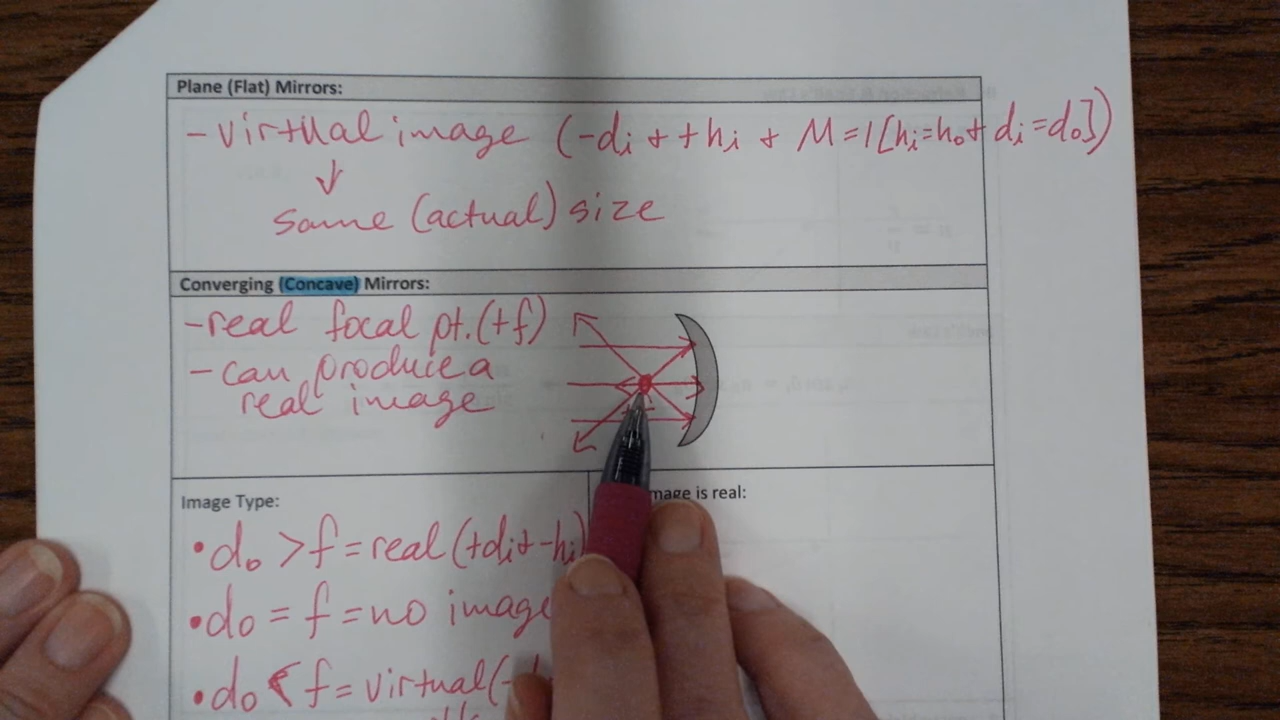 Plane (Flat) Mirrors:
- virtual image (-di + +hi + M=1[hi=ho+ di=do])
↓
same (actual) size
Converging (Concave) Mirrors:
- real focal pt. (+f)
- can produce a
real image
Image Type:
mage is real:
• do > f = real (+di + -hi)
• do = f = no image
• do < f = virtual (-